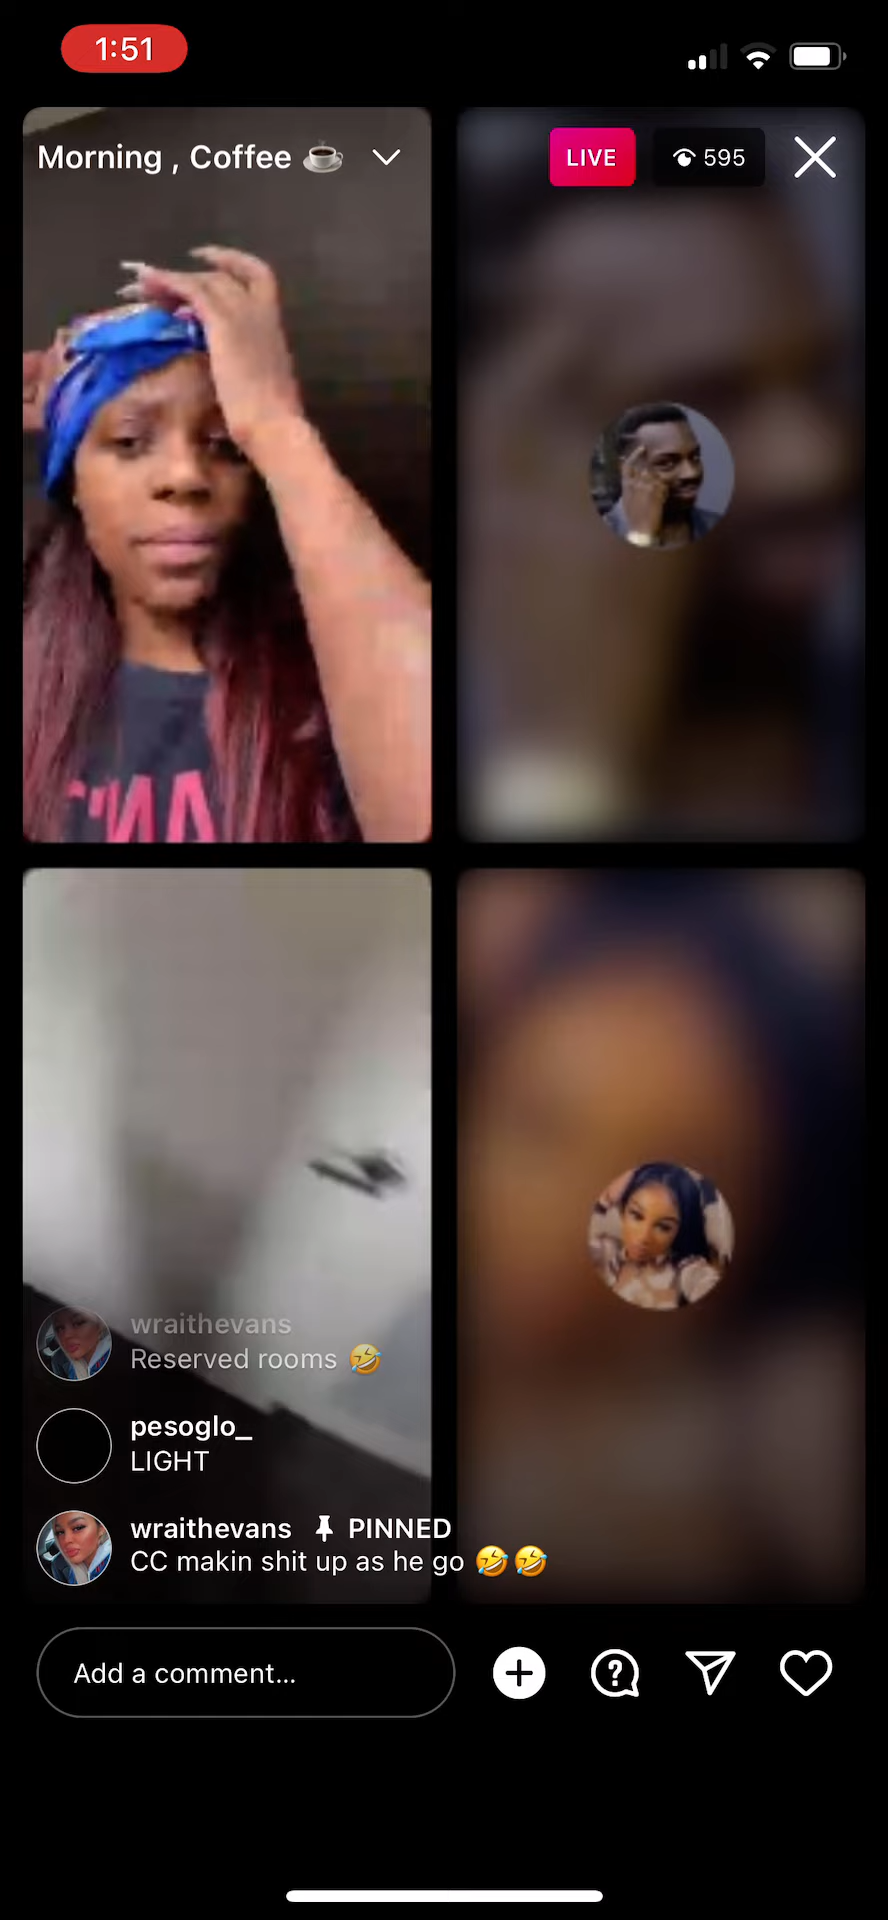 1:51
Morning , Coffee ☕
LIVE
595
wraithevans
Reserved rooms 🤣
pesoglo_
LIGHT
wraithevans PINNED
CC makin shit up as he go 🤣🤣
Add a comment...